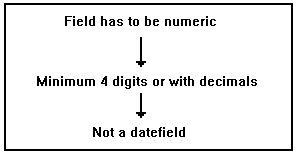 Field has to be numeric
Minimum 4 digits or with decimals
Not a datefield